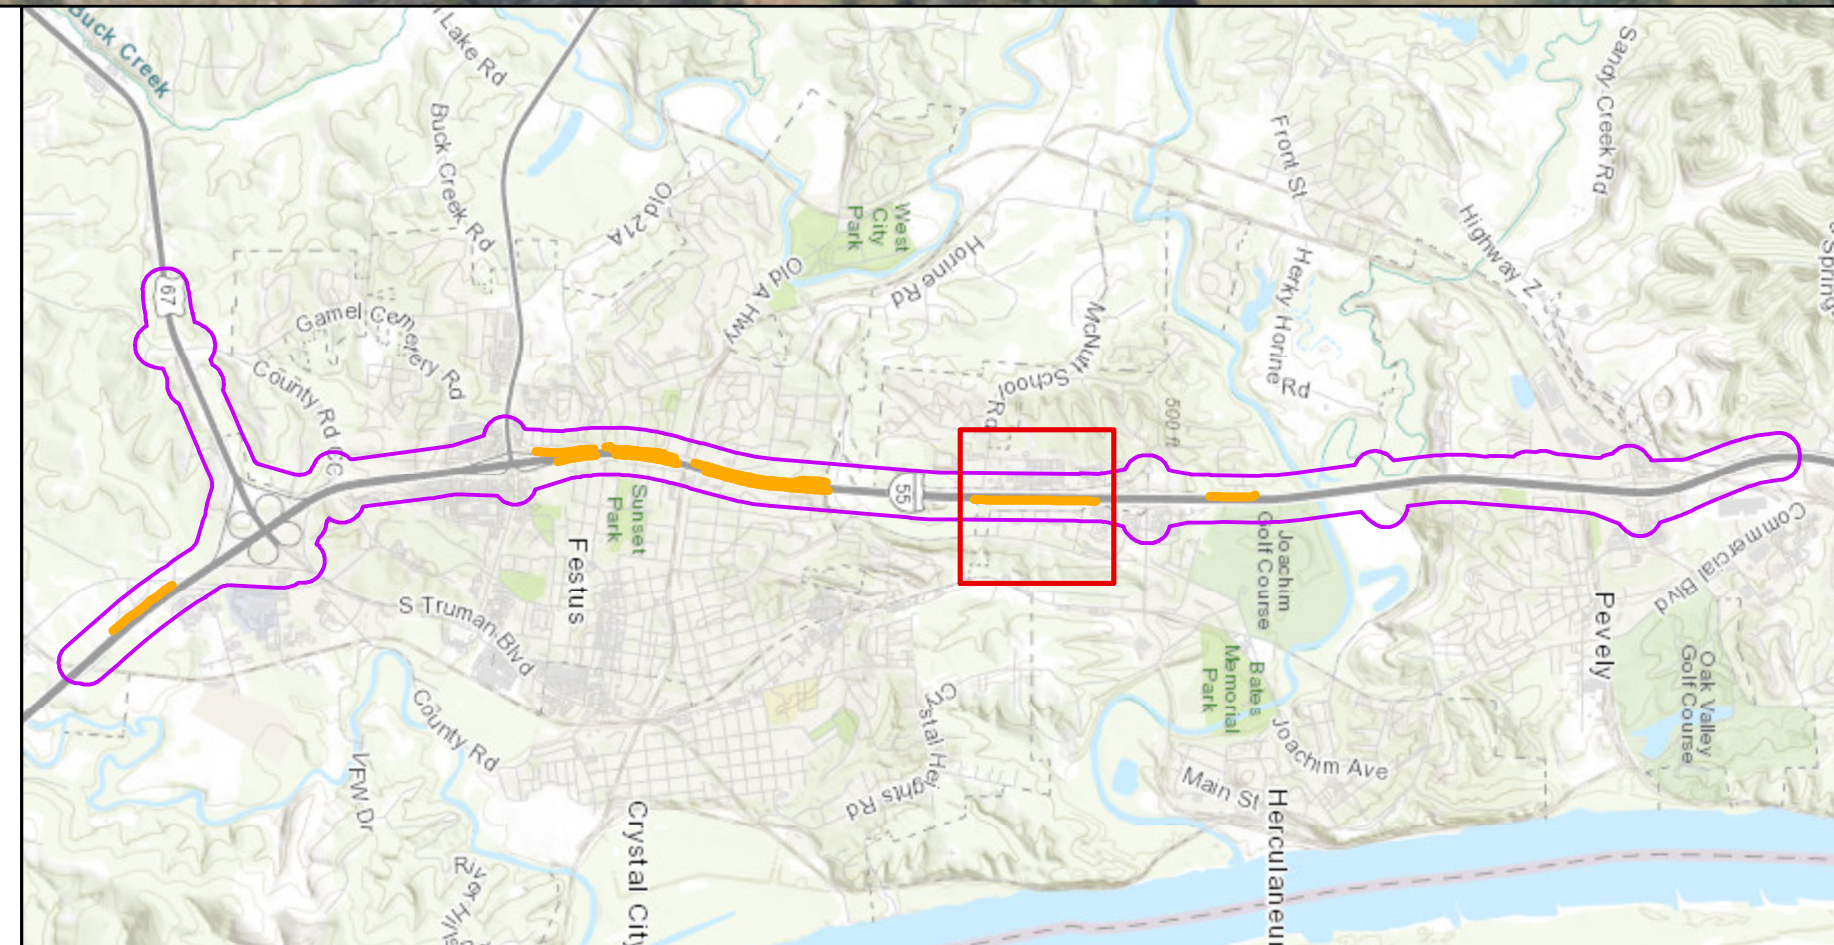 Buck Creek
Lake Rd
Buck Creek Rd
Old 21A
West
City
Park
Horine Rd
Old A Hwy
McNutt School
Rd
Front St
Herky Horine
Rd
Highway Z
Sandy Creek Rd
Springs
67
Gamel Cemetery Rd
County Rd CC
500 ft
55
Sunset
Park
Festus
S Truman Blvd
Joachim
Golf Course
Commercial Blvd
Pevely
Oak Valley
Golf Course
Bates
Memorial
Park
Joachim Ave
Main St
Herculaneu
Crystal Heights Rd
County Rd
VFW Dr
Crystal City